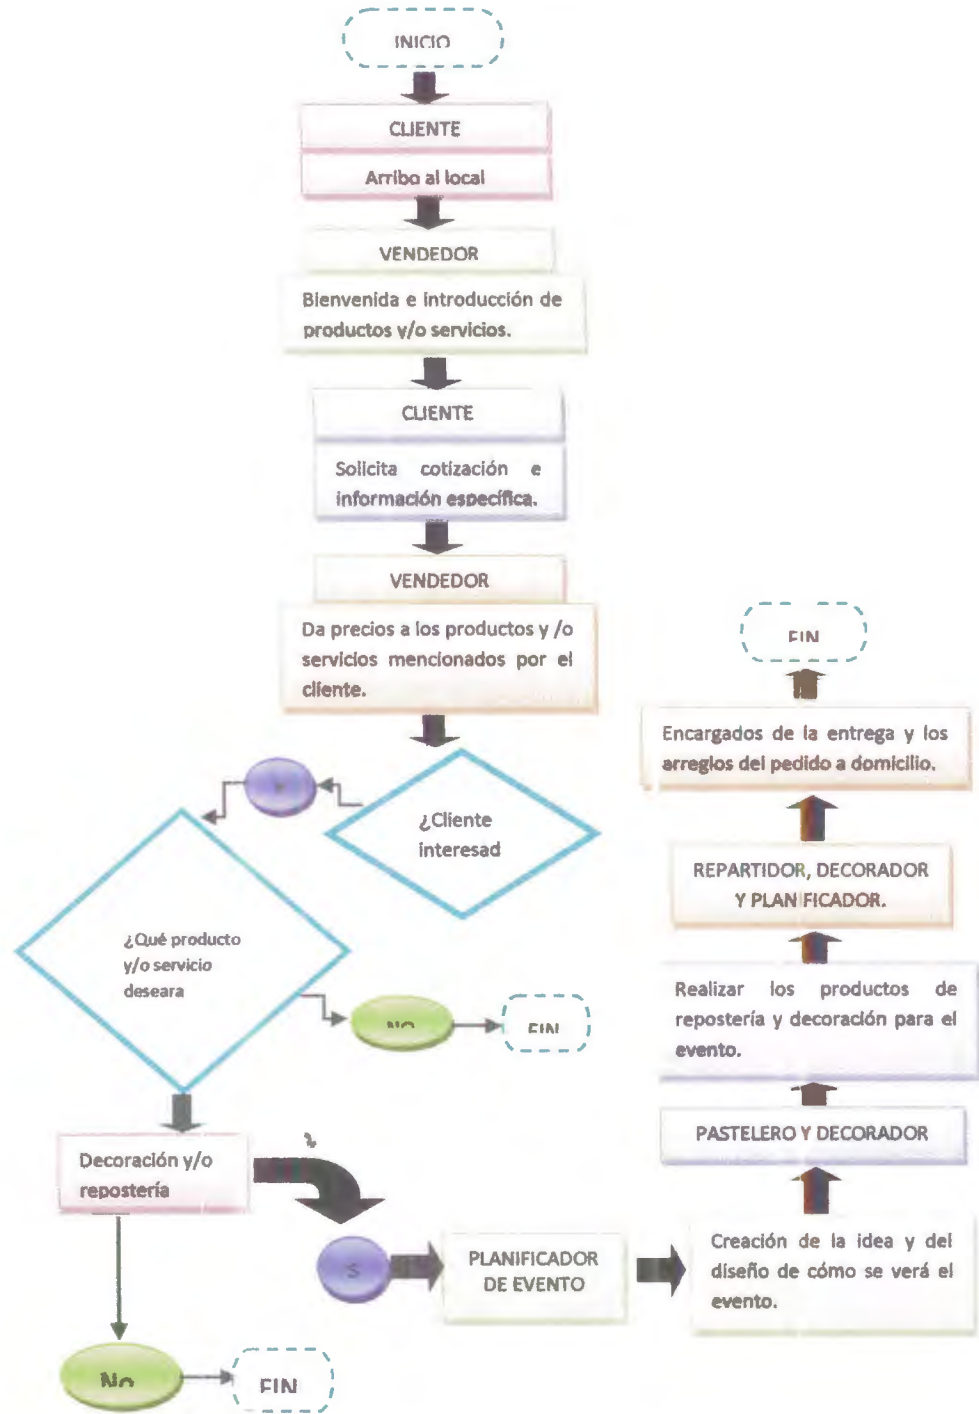 INICIO
CLIENTE
Arribo al local
VENDEDOR
Bienvenida e introducción de
productos y/o servicios.
CLIENTE
Solicita cotización e
información específica.
VENDEDOR
Da precios a los productos y /o
servicios mencionados por el
cliente.
¿Cliente
interesad
¿Qué producto
y/o servicio
deseara
NO
FIN
Decoración y/o
repostería
No
FIN
S
PLANIFICADOR
DE EVENTO
Creación de la idea y del
diseño de cómo se verá el
evento.
PASTELERO Y DECORADOR
Realizar los productos de
repostería y decoración para el
evento.
REPARTIDOR, DECORADOR
Y PLANIFICADOR.
Encargados de la entrega y los
arreglos del pedido a domicilio.
FIN